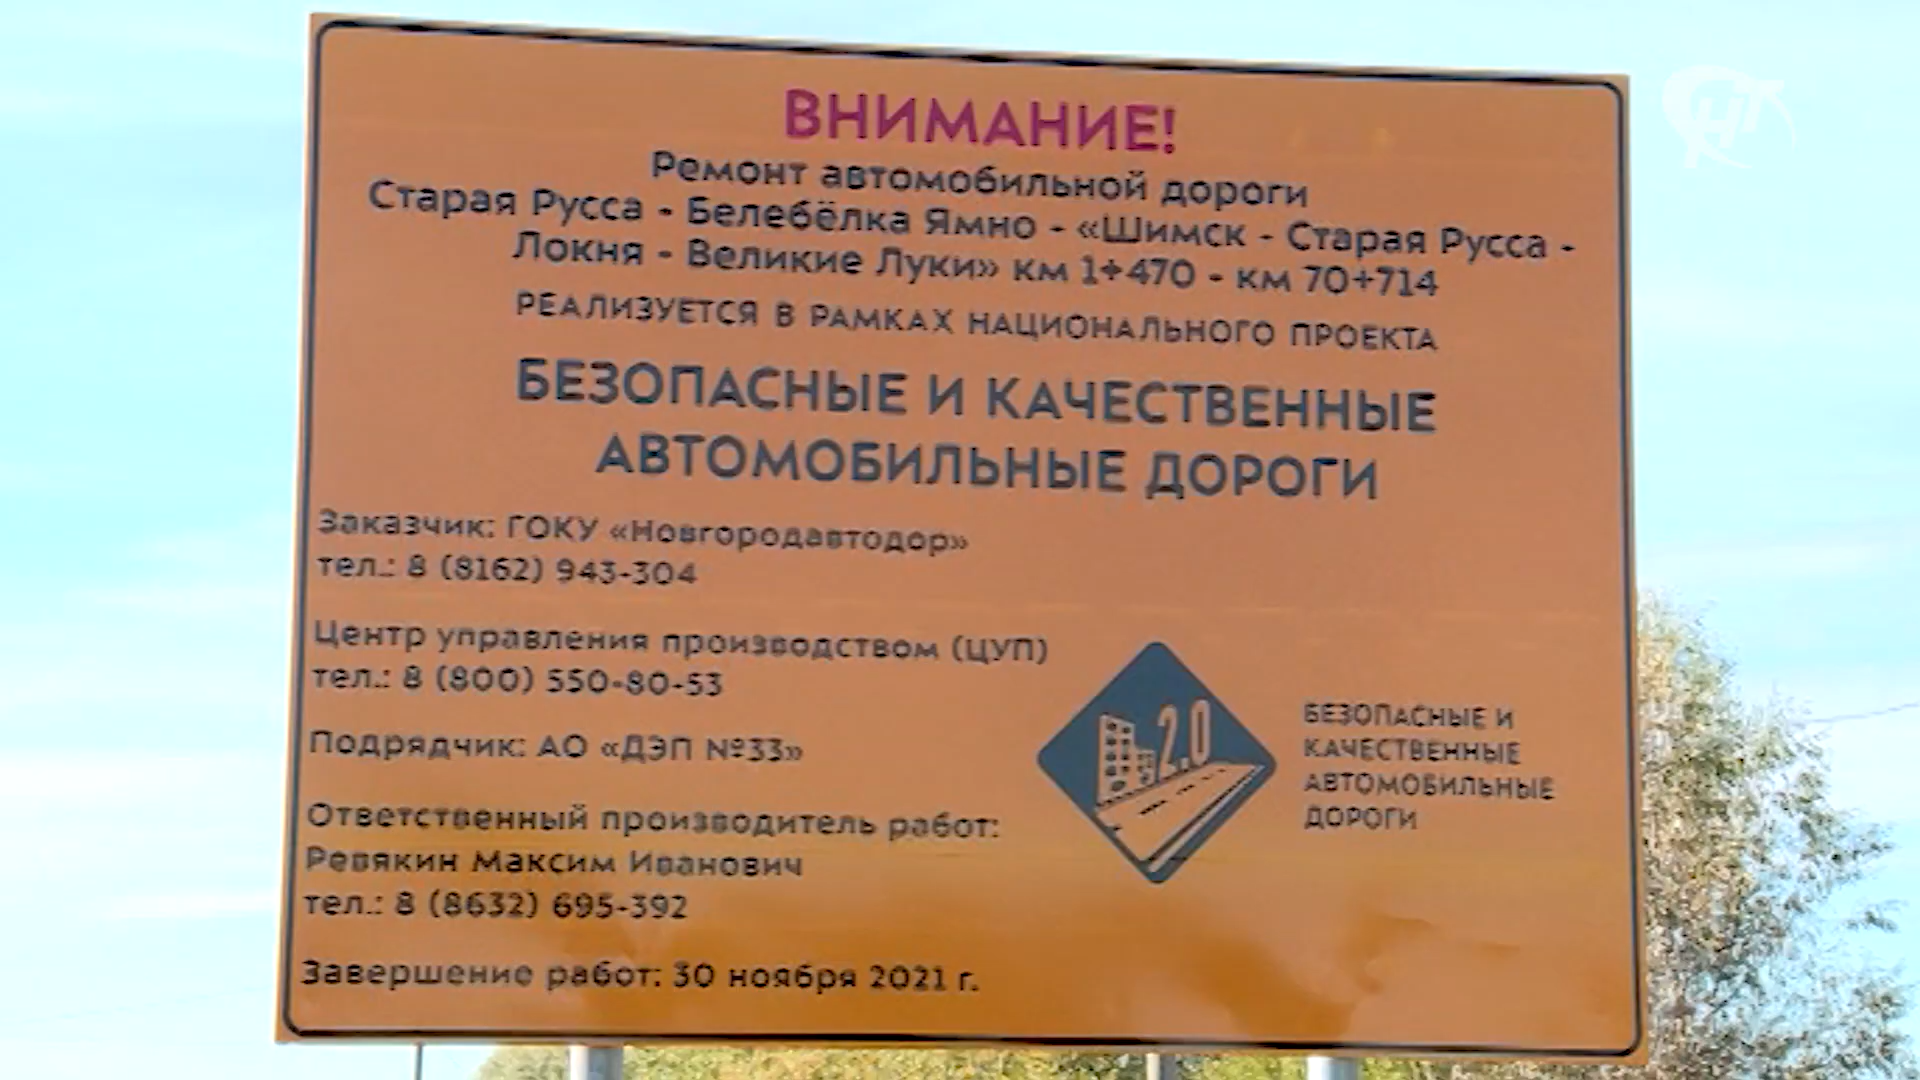 ВНИМАНИЕ!
Ремонт автомобильной дороги
Старая Русса - Белебёлка Ямно - «Шимск - Старая Русса -
Локня - Великие Луки» км 1+470 - км 70+714
РЕАЛИЗУЕТСЯ В РАМКАХ НАЦИОНАЛЬНОГО ПРОЕКТА
БЕЗОПАСНЫЕ И КАЧЕСТВЕННЫЕ
АВТОМОБИЛЬНЫЕ ДОРОГИ
Заказчик: ГОКУ «Новгородавтодор»
тел.: 8 (8162) 943-304
Центр управления производством (ЦУП)
тел.: 8 (800) 550-80-53
Подрядчик: АО «ДЭП №33»
Ответственный производитель работ:
Ревякин Максим Иванович
тел.: 8 (8632) 695-392
Завершение работ: 30 ноября 2021 г.
2.0
БЕЗОПАСНЫЕ И
КАЧЕСТВЕННЫЕ
АВТОМОБИЛЬНЫЕ
ДОРОГИ
НТ